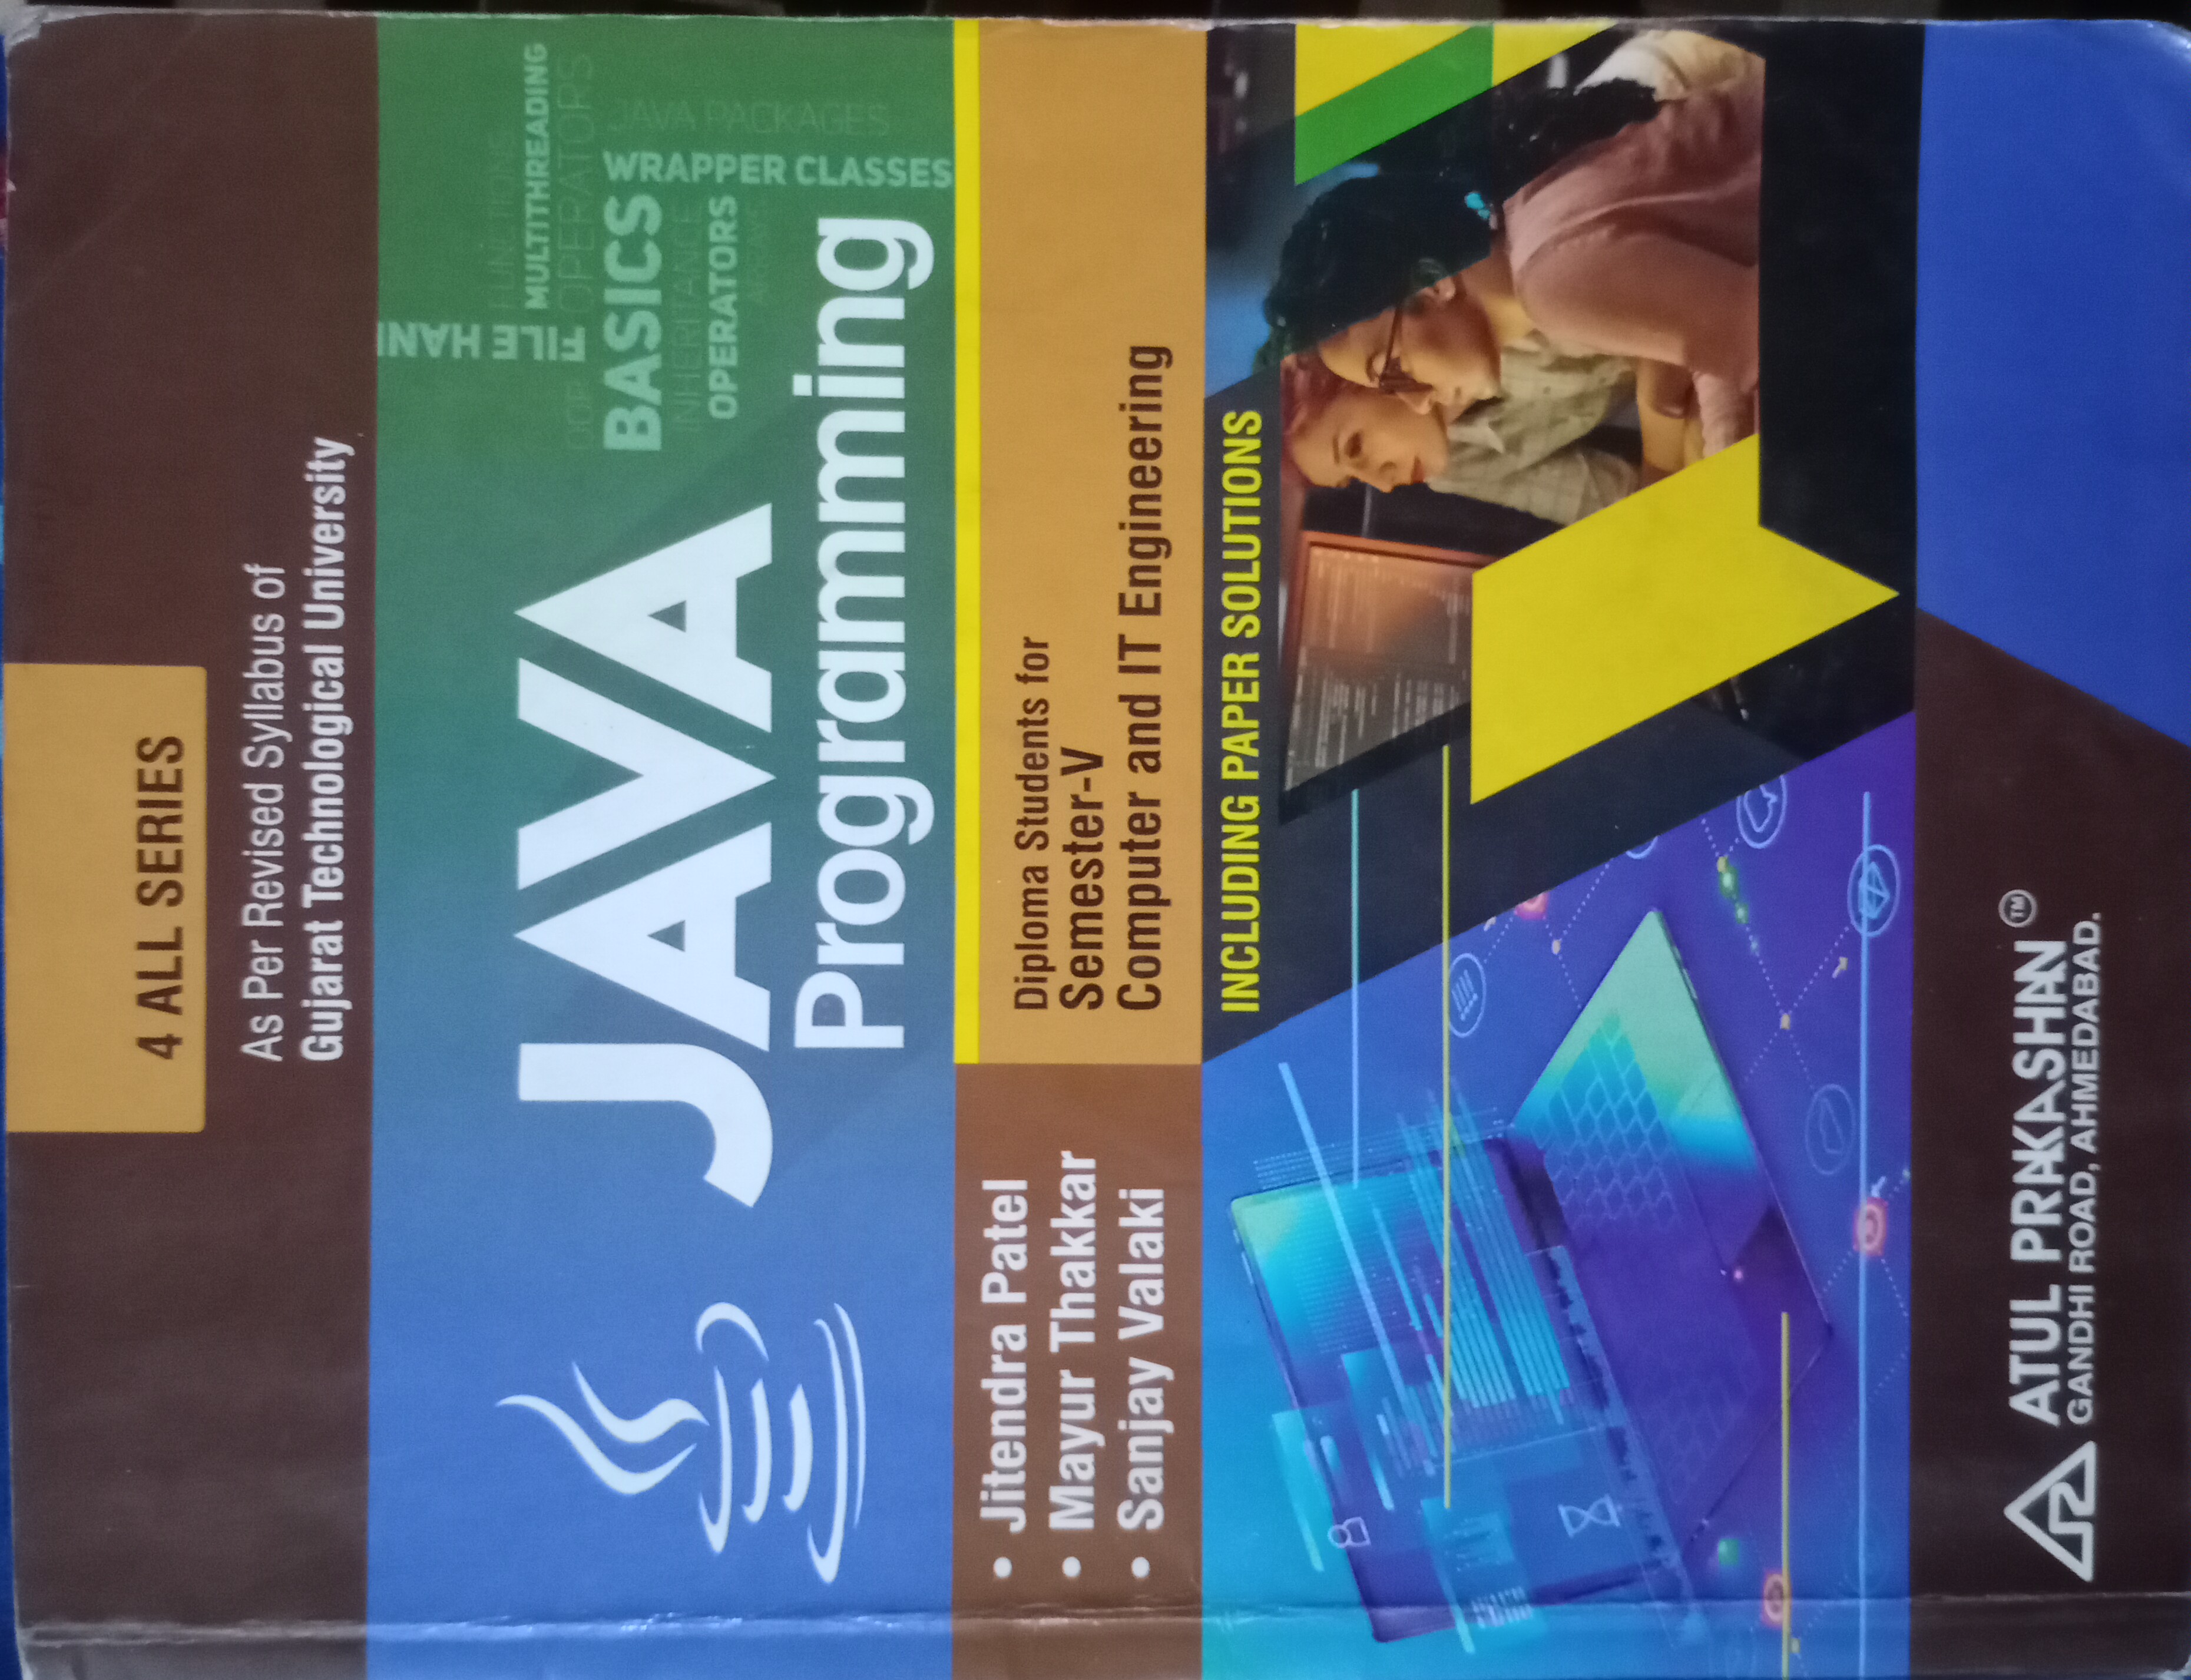 4 ALL SERIES
As Per Revised Syllabus of
Gujarat Technological University
JAVA
Programming
FILE HAN
FUNCTIONS
MULTITHREADING
OOP
OPERATORS
BASICS
INHERITANCE
OPERATORS
ARRAYS
WRAPPER CLASSES
JAVA PACKAGES
• Jitendra Patel
• Mayur Thakkar
• Sanjay Valaki
Diploma Students for
Semester-V
Computer and IT Engineering
INCLUDING PAPER SOLUTIONS
ATUL PRAKASHAN TM
GANDHI ROAD, AHMEDABAD.